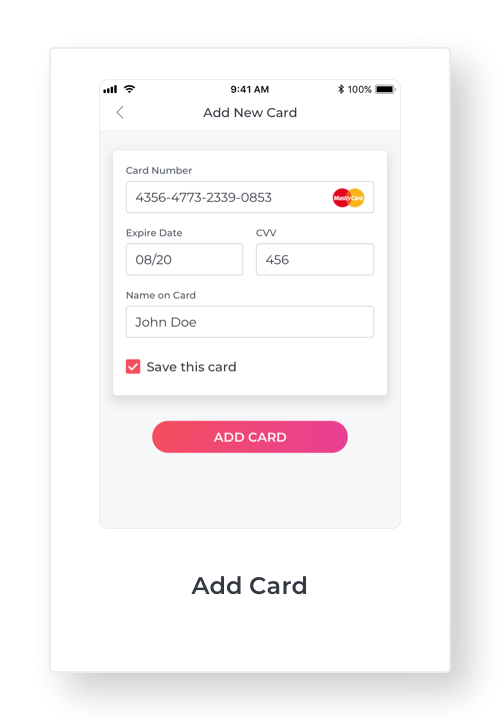 9:41 AM 100%
Add New Card
Card Number
4356-4773-2339-0853 MasterCard
Expire Date CVV
08/20 456
Name on Card
John Doe
Save this card
ADD CARD
Add Card